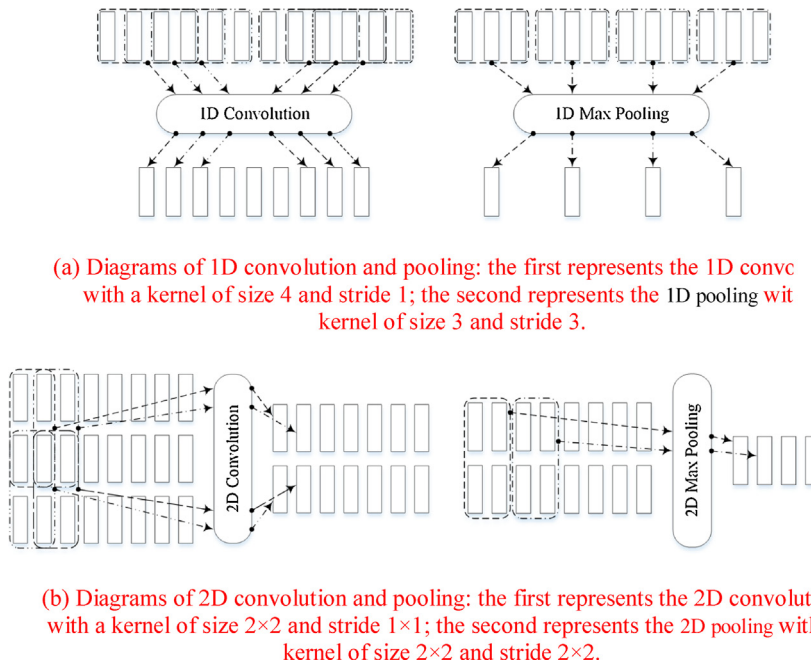 1D Convolution
1D Max Pooling
(a) Diagrams of 1D convolution and pooling: the first represents the 1D convo
with a kernel of size 4 and stride 1; the second represents the 1D pooling wit
kernel of size 3 and stride 3.
2D Convolution
2D Max Pooling
(b) Diagrams of 2D convolution and pooling: the first represents the 2D convolut
with a kernel of size 2×2 and stride 1×1; the second represents the 2D pooling with
kernel of size 2×2 and stride 2×2.